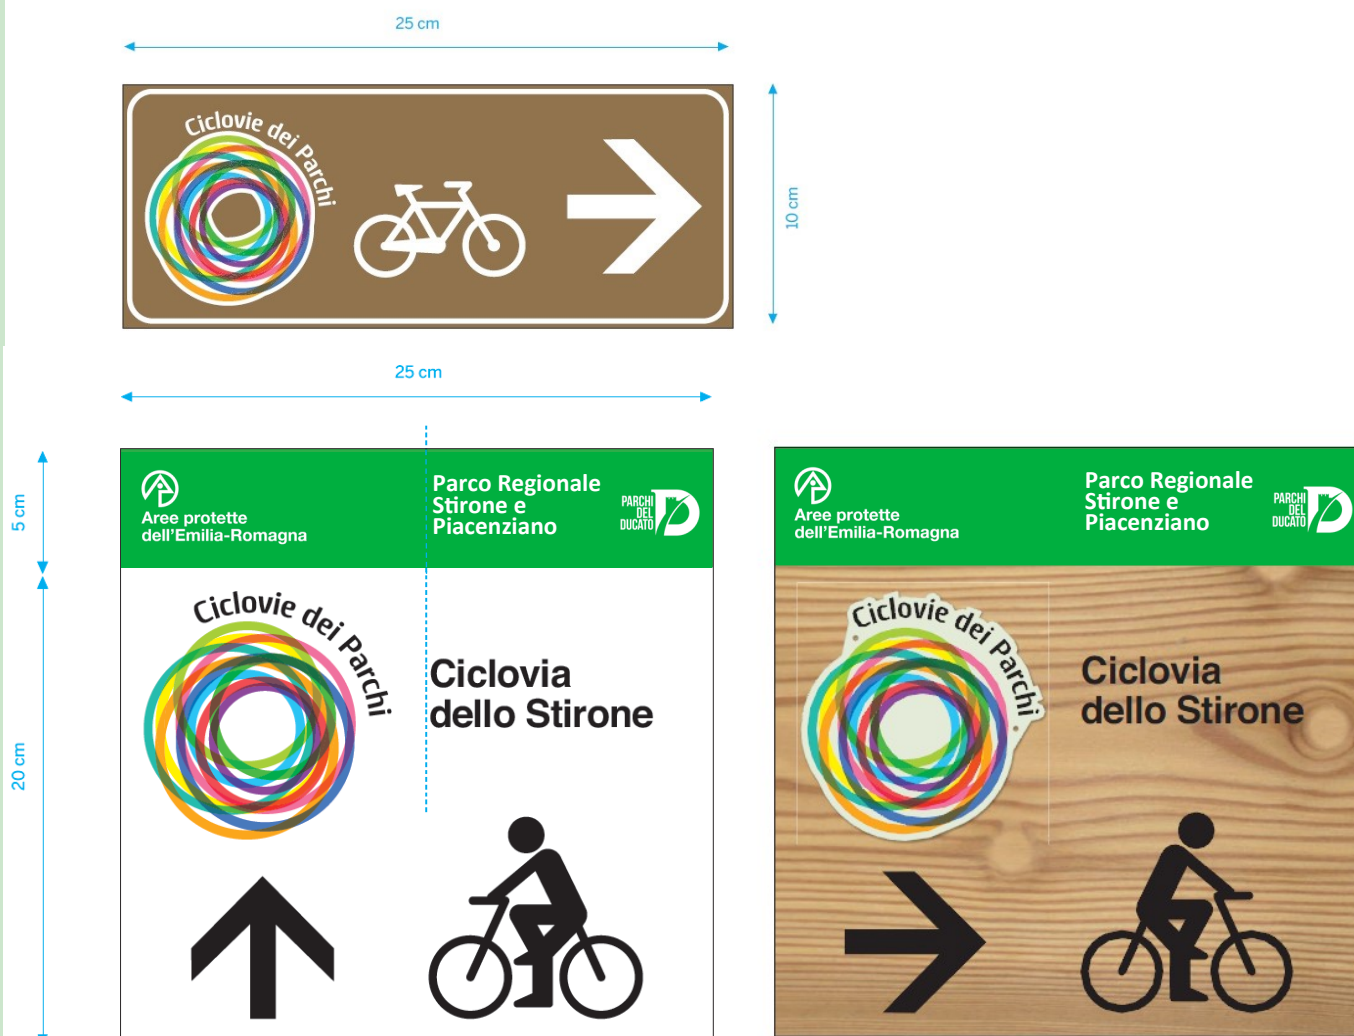 25 cm
Ciclovie dei Parchi
10 cm
25 cm
5 cm
20 cm
Aree protette
dell'Emilia-Romagna
Parco Regionale
Stirone e
Piacenziano
PARCHI
DEL
DUCATO
Ciclovie dei Parchi
Ciclovia
dello Stirone
Aree protette
dell'Emilia-Romagna
Parco Regionale
Stirone e
Piacenziano
PARCHI
DEL
DUCATO
Ciclovie dei Parchi
Ciclovia
dello Stirone